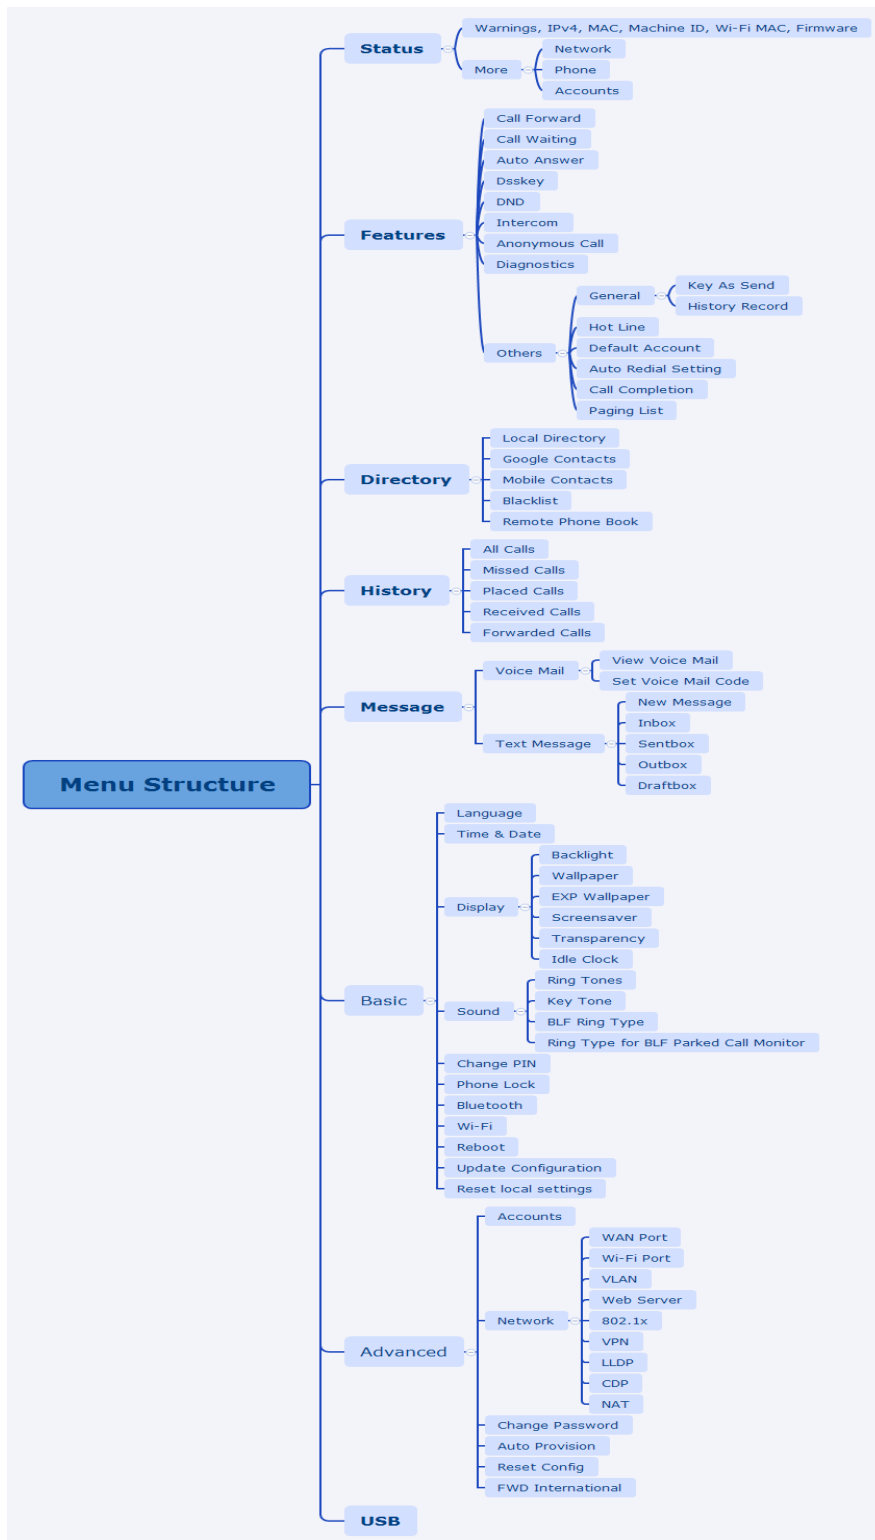 Menu Structure
Status
Warnings, IPv4, MAC, Machine ID, Wi-Fi MAC, Firmware
More
Network
Phone
Accounts
Features
Call Forward
Call Waiting
Auto Answer
Dsskey
DND
Intercom
Anonymous Call
Diagnostics
Others
General
Key As Send
History Record
Hot Line
Default Account
Auto Redial Setting
Call Completion
Paging List
Directory
Local Directory
Google Contacts
Mobile Contacts
Blacklist
Remote Phone Book
History
All Calls
Missed Calls
Placed Calls
Received Calls
Forwarded Calls
Message
Voice Mail
View Voice Mail
Set Voice Mail Code
Text Message
New Message
Inbox
Sentbox
Outbox
Draftbox
Basic
Language
Time & Date
Display
Backlight
Wallpaper
EXP Wallpaper
Screensaver
Transparency
Idle Clock
Sound
Ring Tones
Key Tone
BLF Ring Type
Ring Type for BLF Parked Call Monitor
Change PIN
Phone Lock
Bluetooth
Wi-Fi
Reboot
Update Configuration
Reset local settings
Advanced
Accounts
Network
WAN Port
Wi-Fi Port
VLAN
Web Server
802.1x
VPN
LLDP
CDP
NAT
Change Password
Auto Provision
Reset Config
FWD International
USB